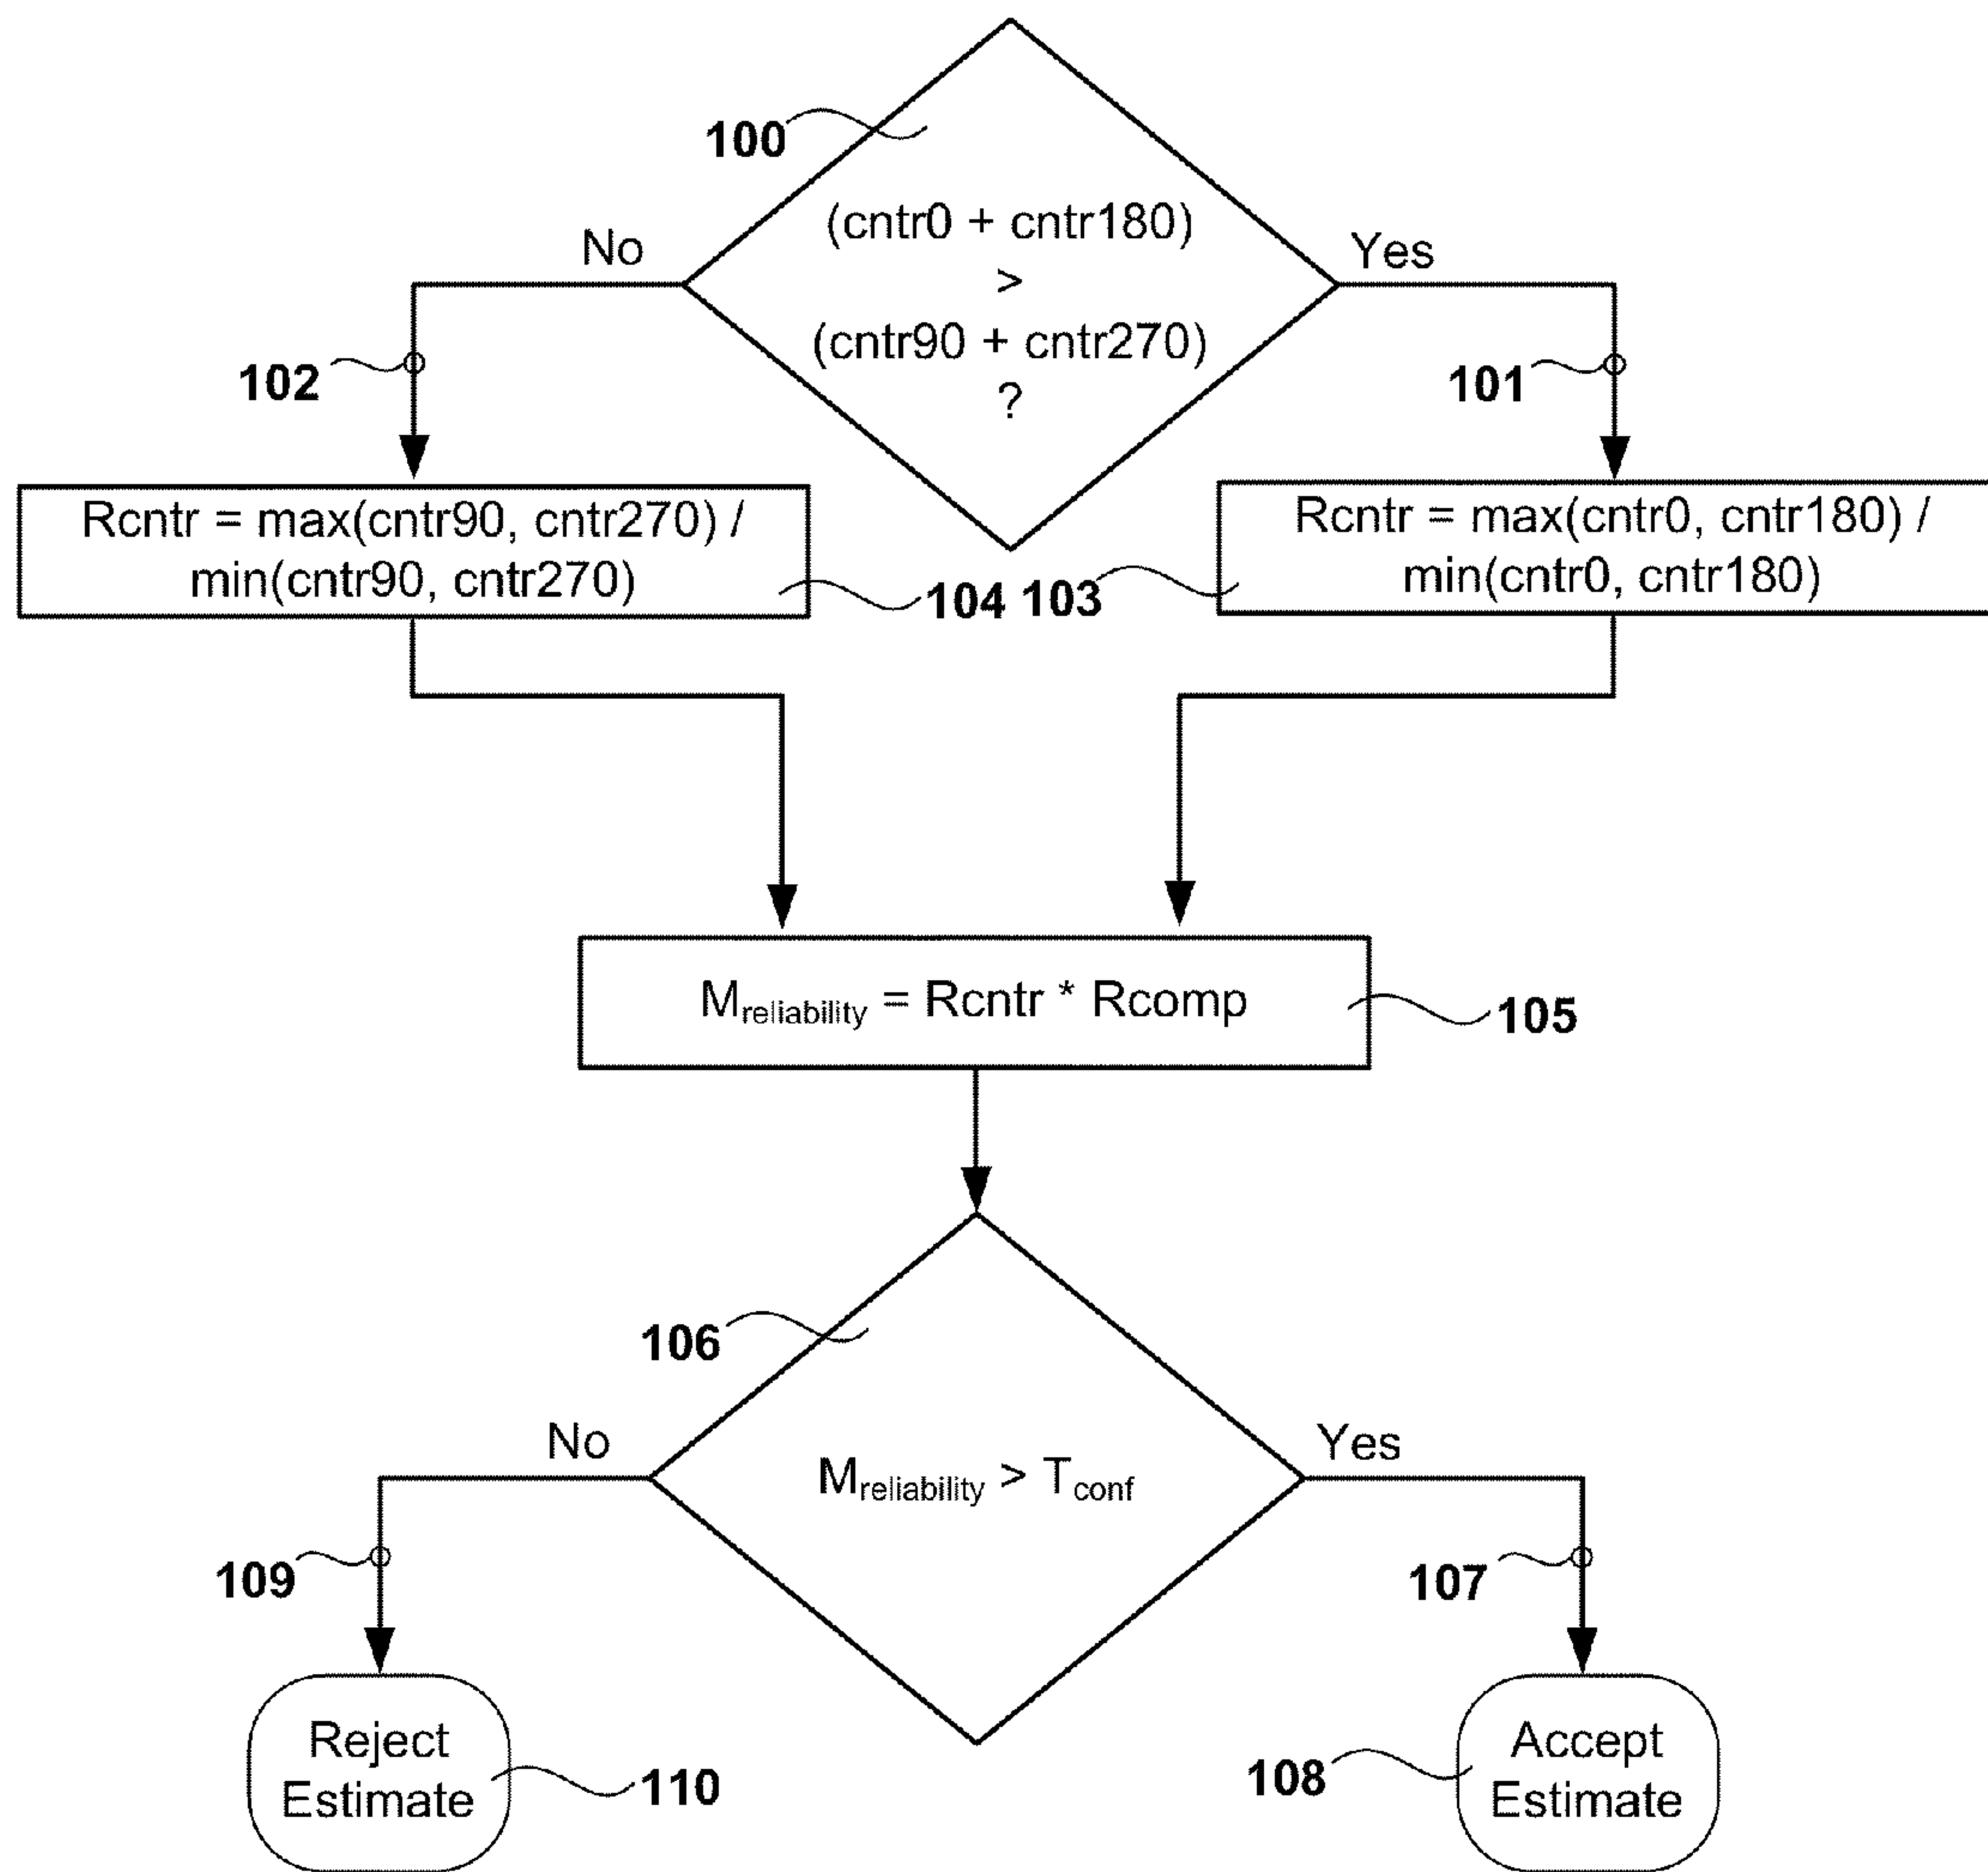 100
(cntr0 + cntr180)
>
(cntr90 + cntr270)
?
No
Yes
102
101
Rcntr = max(cntr90, cntr270) /
min(cntr90, cntr270)
Rcntr = max(cntr0, cntr180) /
min(cntr0, cntr180)
104
103
Mreliability = Rcntr * Rcomp
105
106
No
Yes
Mreliability > Tconf
109
107
Reject
Estimate
110
108
Accept
Estimate